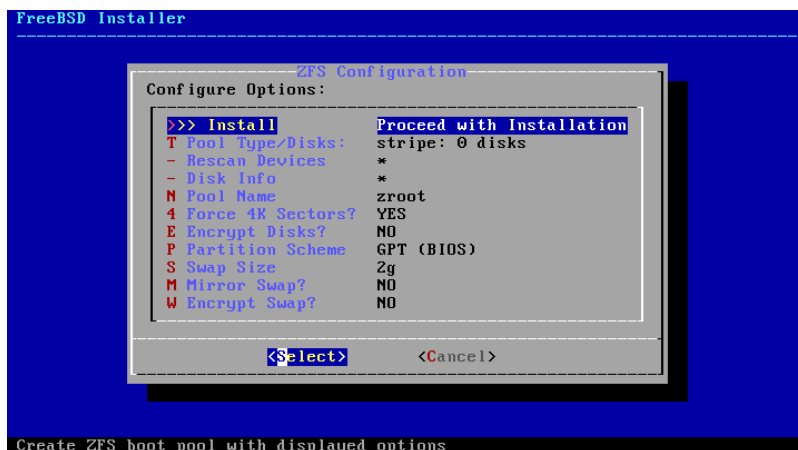 FreeBSD Installer
ZFS Configuration
Configure Options:
>>> Install Proceed with Installation
T Pool Type/Disks: stripe: 0 disks
- Rescan Devices *
- Disk Info *
N Pool Name zroot
4 Force 4K Sectors? YES
E Encrypt Disks? NO
P Partition Scheme GPT (BIOS)
S Swap Size 2g
M Mirror Swap? NO
W Encrypt Swap? NO
<Select> <Cancel>
Create ZFS boot pool with displayed options